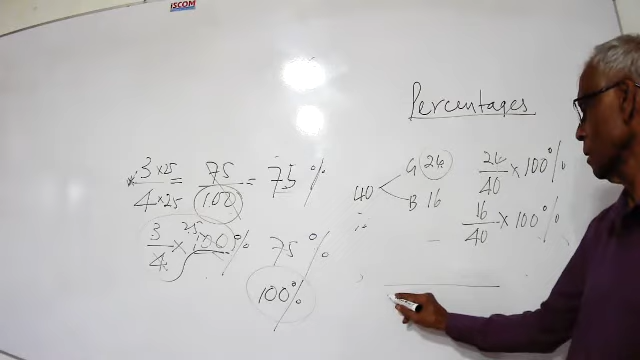 ISCOM
Percentages
3 ×25 / 4 ×25 = 75 / 100 = 75 %
3 / 4 × 25 100 % 75 %
100 %
40 G 24 24 / 40 × 100 %
B 16 16 / 40 × 100 %